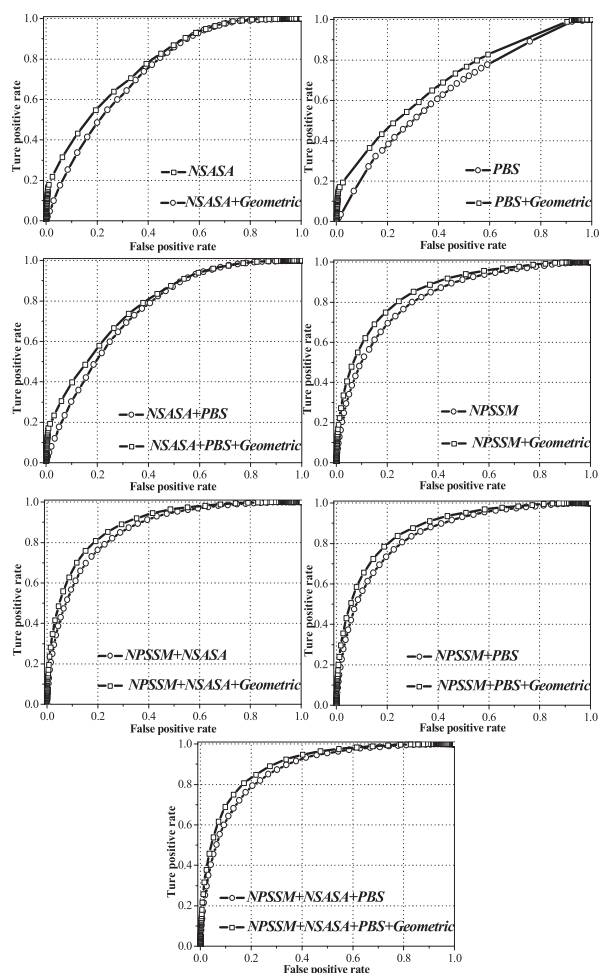 1.0
0.8
0.6
0.4
0.2
0.0
0.0 0.2 0.4 0.6 0.8 1.0
Ture positive rate
False positive rate
NSASA
NSASA+Geometric
1.0
0.8
0.6
0.4
0.2
0.0
0.0 0.2 0.4 0.6 0.8 1.0
Ture positive rate
False positive rate
PBS
PBS+Geometric
1.0
0.8
0.6
0.4
0.2
0.0
0.0 0.2 0.4 0.6 0.8 1.0
Ture positive rate
False positive rate
NSASA+PBS
NSASA+PBS+Geometric
1.0
0.8
0.6
0.4
0.2
0.0
0.0 0.2 0.4 0.6 0.8 1.0
Ture positive rate
False positive rate
NPSSM
NPSSM+Geometric
1.0
0.8
0.6
0.4
0.2
0.0
0.0 0.2 0.4 0.6 0.8 1.0
Ture positive rate
False positive rate
NPSSM+NSASA
NPSSM+NSASA+Geometric
1.0
0.8
0.6
0.4
0.2
0.0
0.0 0.2 0.4 0.6 0.8 1.0
Ture positive rate
False positive rate
NPSSM+PBS
NPSSM+PBS+Geometric
1.0
0.8
0.6
0.4
0.2
0.0
0.0 0.2 0.4 0.6 0.8 1.0
Ture positive rate
False positive rate
NPSSM+NSASA+PBS
NPSSM+NSASA+PBS+Geometric